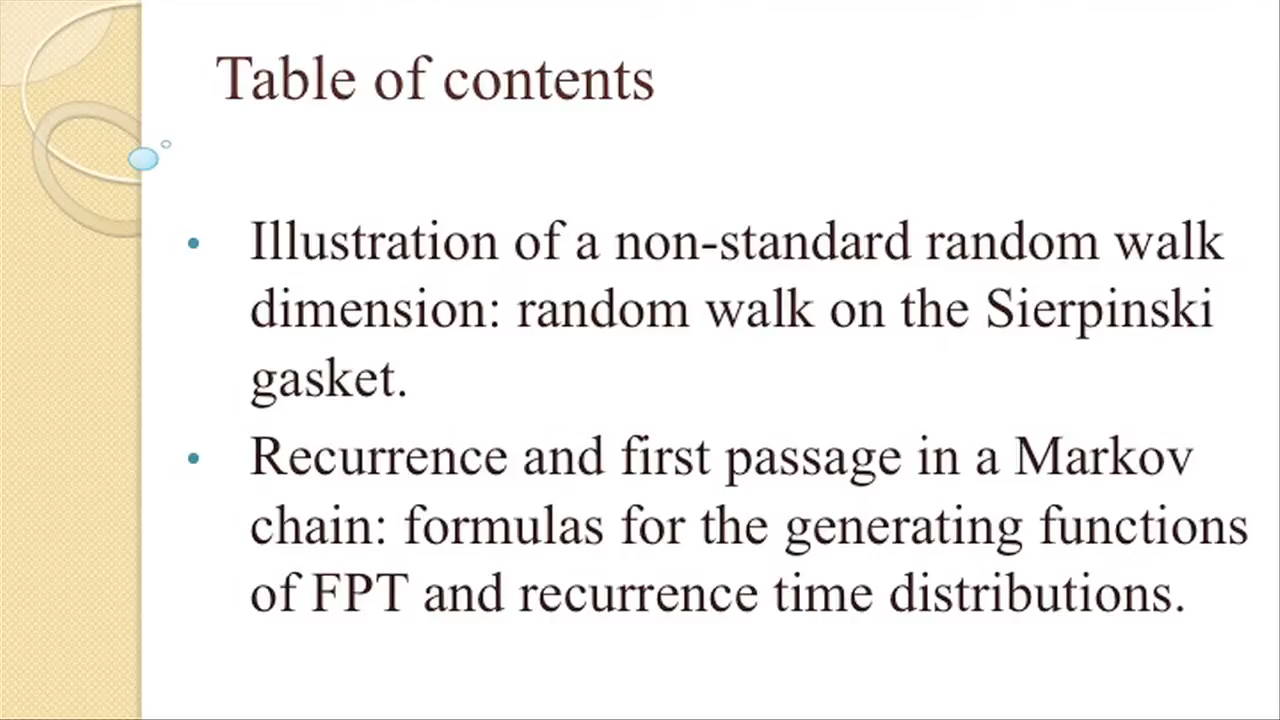 Table of contents
• Illustration of a non-standard random walk
dimension: random walk on the Sierpinski
gasket.
• Recurrence and first passage in a Markov
chain: formulas for the generating functions
of FPT and recurrence time distributions.